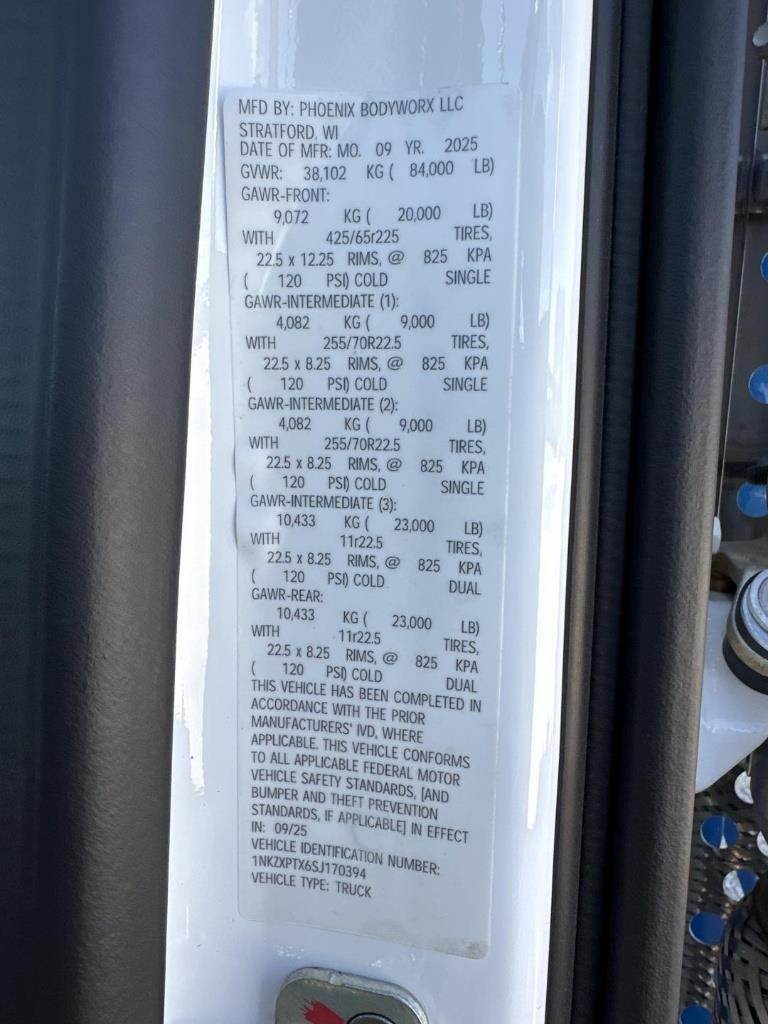 MFD BY: PHOENIX BODYWORX LLC
STRATFORD, WI
DATE OF MFR: MO. 09 YR. 2025
GVWR: 38,102 KG ( 84,000 LB)
GAWR-FRONT:
9,072 KG ( 20,000 LB)
WITH 425/65r225 TIRES,
22.5 x 12.25 RIMS, @ 825 KPA
( 120 PSI) COLD SINGLE
GAWR-INTERMEDIATE (1):
4,082 KG ( 9,000 LB)
WITH 255/70R22.5 TIRES,
22.5 x 8.25 RIMS, @ 825 KPA
( 120 PSI) COLD SINGLE
GAWR-INTERMEDIATE (2):
4,082 KG ( 9,000 LB)
WITH 255/70R22.5 TIRES,
22.5 x 8.25 RIMS, @ 825 KPA
( 120 PSI) COLD SINGLE
GAWR-INTERMEDIATE (3):
10,433 KG ( 23,000 LB)
WITH 11r22.5 TIRES,
22.5 x 8.25 RIMS, @ 825 KPA
( 120 PSI) COLD DUAL
GAWR-REAR:
10,433 KG ( 23,000 LB)
WITH 11r22.5 TIRES,
22.5 x 8.25 RIMS, @ 825 KPA
( 120 PSI) COLD DUAL
THIS VEHICLE HAS BEEN COMPLETED IN
ACCORDANCE WITH THE PRIOR
MANUFACTURERS' IVD, WHERE
APPLICABLE. THIS VEHICLE CONFORMS
TO ALL APPLICABLE FEDERAL MOTOR
VEHICLE SAFETY STANDARDS, [AND
BUMPER AND THEFT PREVENTION
STANDARDS, IF APPLICABLE] IN EFFECT
IN: 09/25
VEHICLE IDENTIFICATION NUMBER:
1NKZXPTX6SJ170394
VEHICLE TYPE: TRUCK